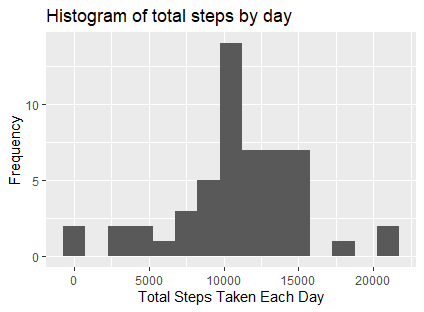 Histogram of total steps by day
Frequency
10
5
0
0 5000 10000 15000 20000
Total Steps Taken Each Day